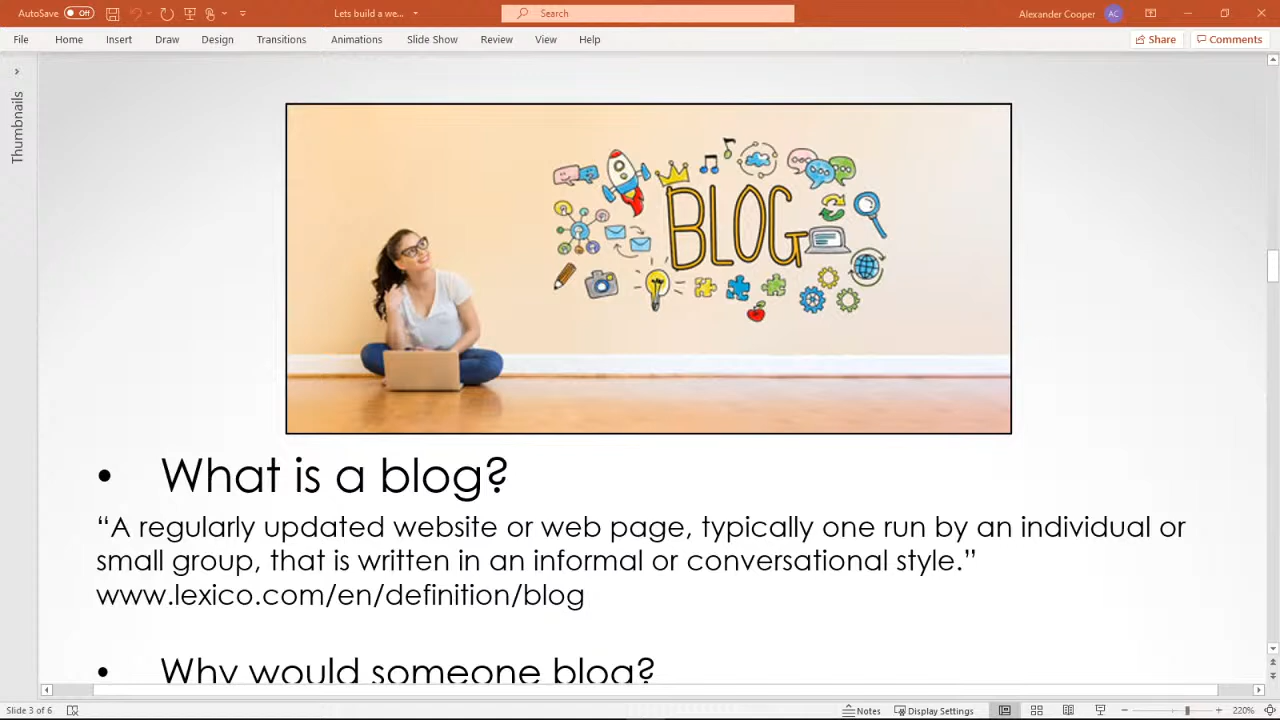 AutoSave Off
Lets build a we...
Search
Alexander Cooper AC
File Home Insert Draw Design Transitions Animations Slide Show Review View Help
Share Comments
Thumbnails
BLOG
• What is a blog?
“A regularly updated website or web page, typically one run by an individual or
small group, that is written in an informal or conversational style.”
www.lexico.com/en/definition/blog
• Why would someone blog?
Slide 3 of 6
Notes Display Settings 220%